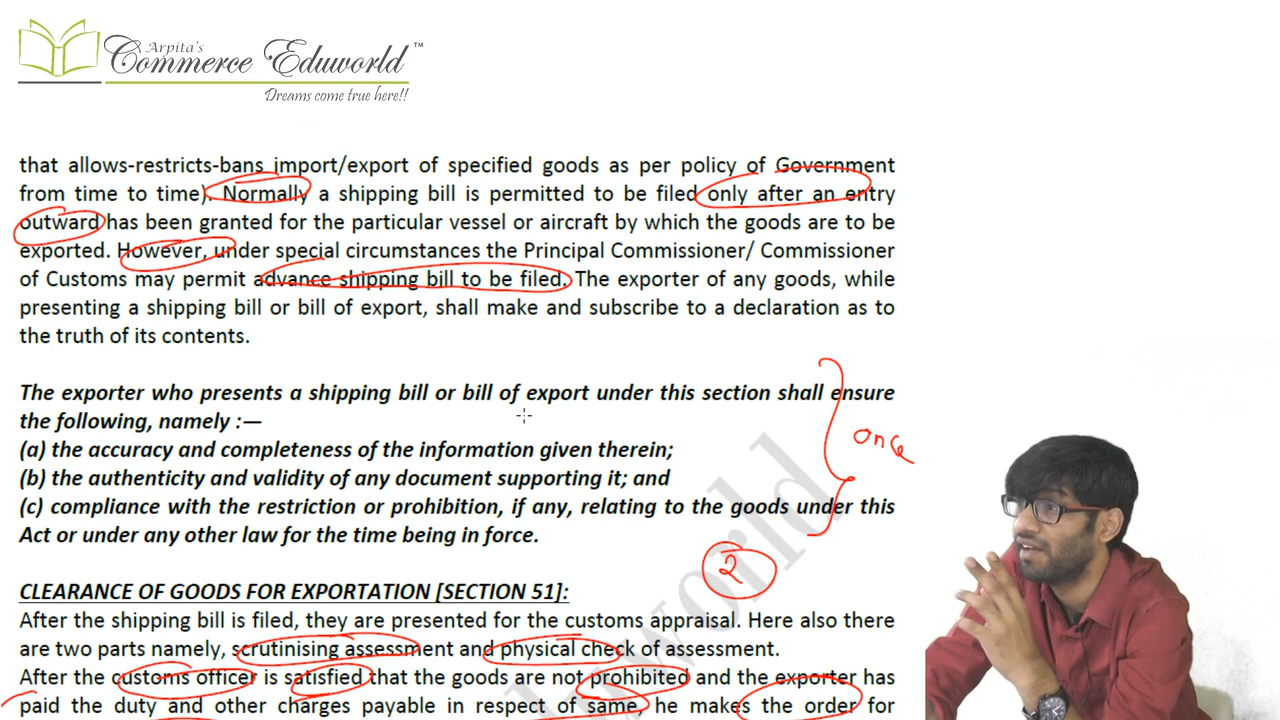 Arpita's
Commerce Eduworld™
Dreams come true here!!
that allows-restricts-bans import/export of specified goods as per policy of Government
from time to time). Normally a shipping bill is permitted to be filed only after an entry
outward has been granted for the particular vessel or aircraft by which the goods are to be
exported. However, under special circumstances the Principal Commissioner/ Commissioner
of Customs may permit advance shipping bill to be filed. The exporter of any goods, while
presenting a shipping bill or bill of export, shall make and subscribe to a declaration as to
the truth of its contents.
The exporter who presents a shipping bill or bill of export under this section shall ensure
the following, namely :—
(a) the accuracy and completeness of the information given therein;
(b) the authenticity and validity of any document supporting it; and
(c) compliance with the restriction or prohibition, if any, relating to the goods under this
Act or under any other law for the time being in force.
once
2
CLEARANCE OF GOODS FOR EXPORTATION [SECTION 51]:
After the shipping bill is filed, they are presented for the customs appraisal. Here also there
are two parts namely, scrutinising assessment and physical check of assessment.
After the customs officer is satisfied that the goods are not prohibited and the exporter has
paid the duty and other charges payable in respect of same, he makes the order for